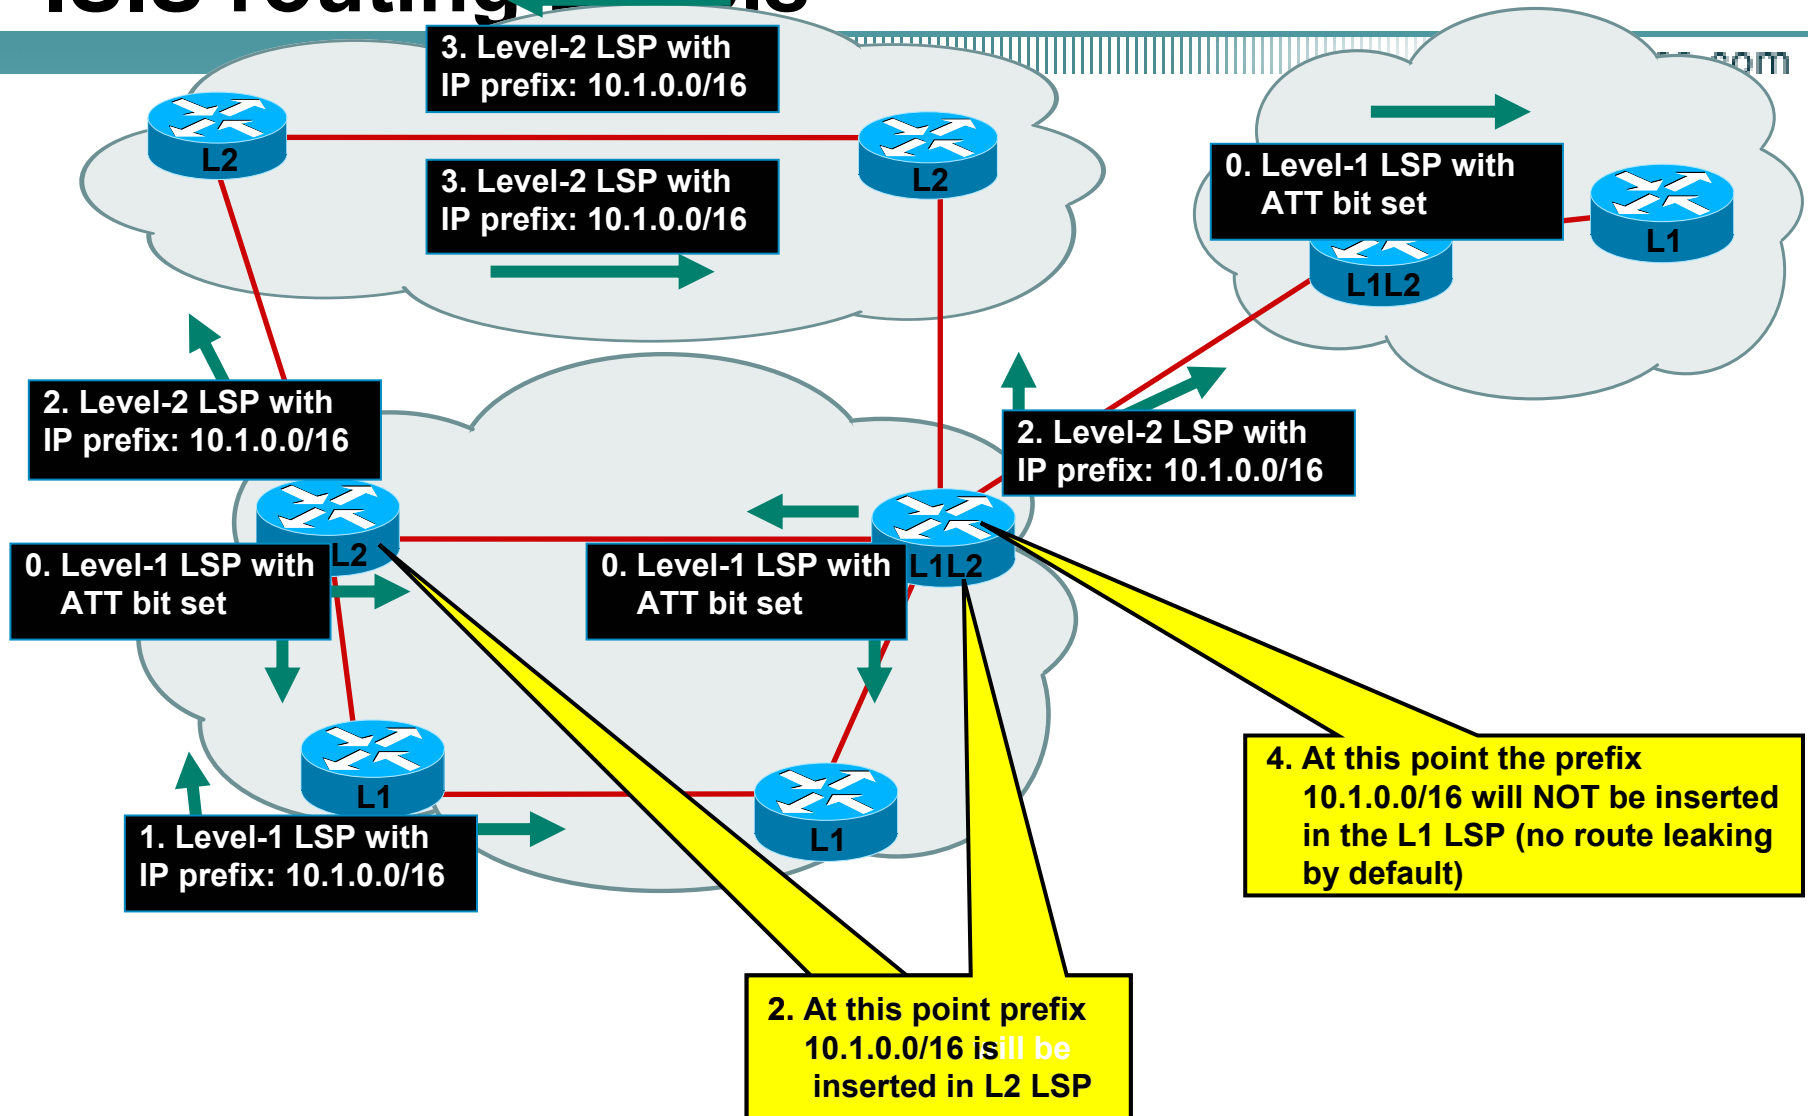 ISIS routing
3. Level-2 LSP with
IP prefix: 10.1.0.0/16
L2
L2
3. Level-2 LSP with
IP prefix: 10.1.0.0/16
0. Level-1 LSP with
ATT bit set
L1
L1L2
2. Level-2 LSP with
IP prefix: 10.1.0.0/16
2. Level-2 LSP with
IP prefix: 10.1.0.0/16
L2
0. Level-1 LSP with
ATT bit set
0. Level-1 LSP with
ATT bit set
L1L2
L1
1. Level-1 LSP with
IP prefix: 10.1.0.0/16
L1
4. At this point the prefix
10.1.0.0/16 will NOT be inserted
in the L1 LSP (no route leaking
by default)
2. At this point prefix
10.1.0.0/16 is
inserted in L2 LSP